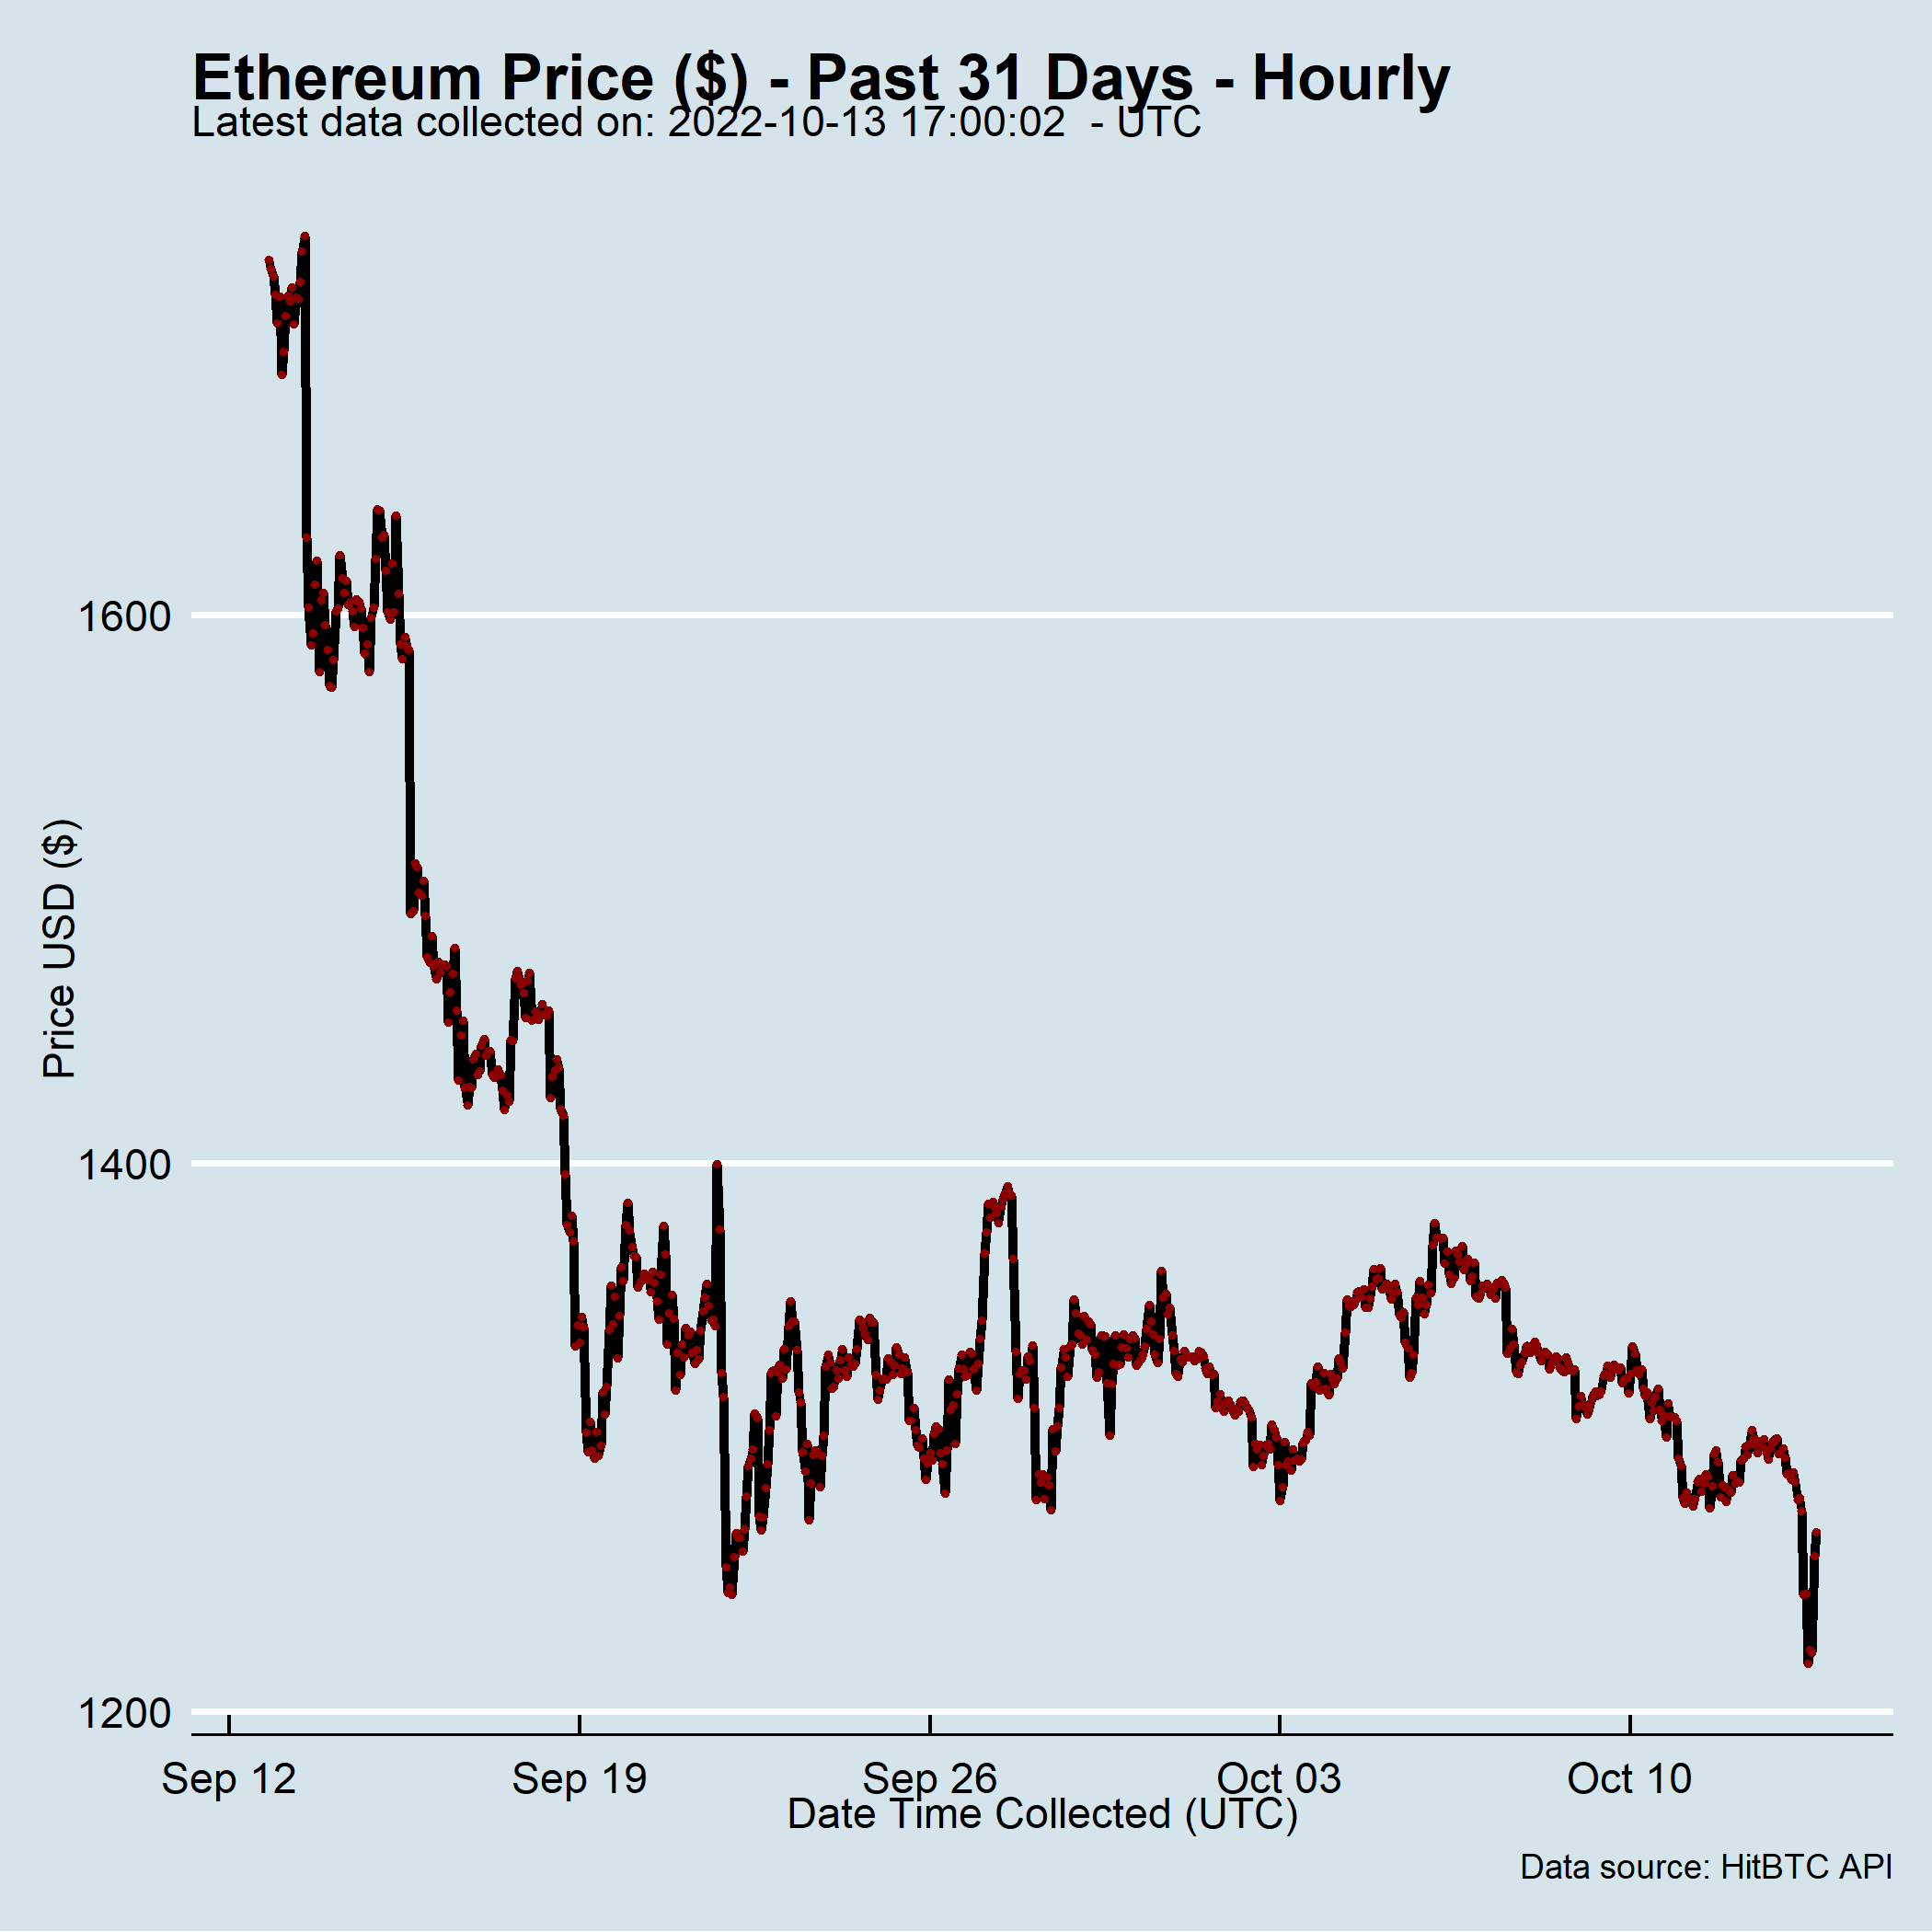 Ethereum Price ($) - Past 31 Days - Hourly
Latest data collected on: 2022-10-13 17:00:02  - UTC
Price USD ($)
1600
1400
1200
Sep 12
Sep 19
Sep 26
Oct 03
Oct 10
Date Time Collected (UTC)
Data source: HitBTC API